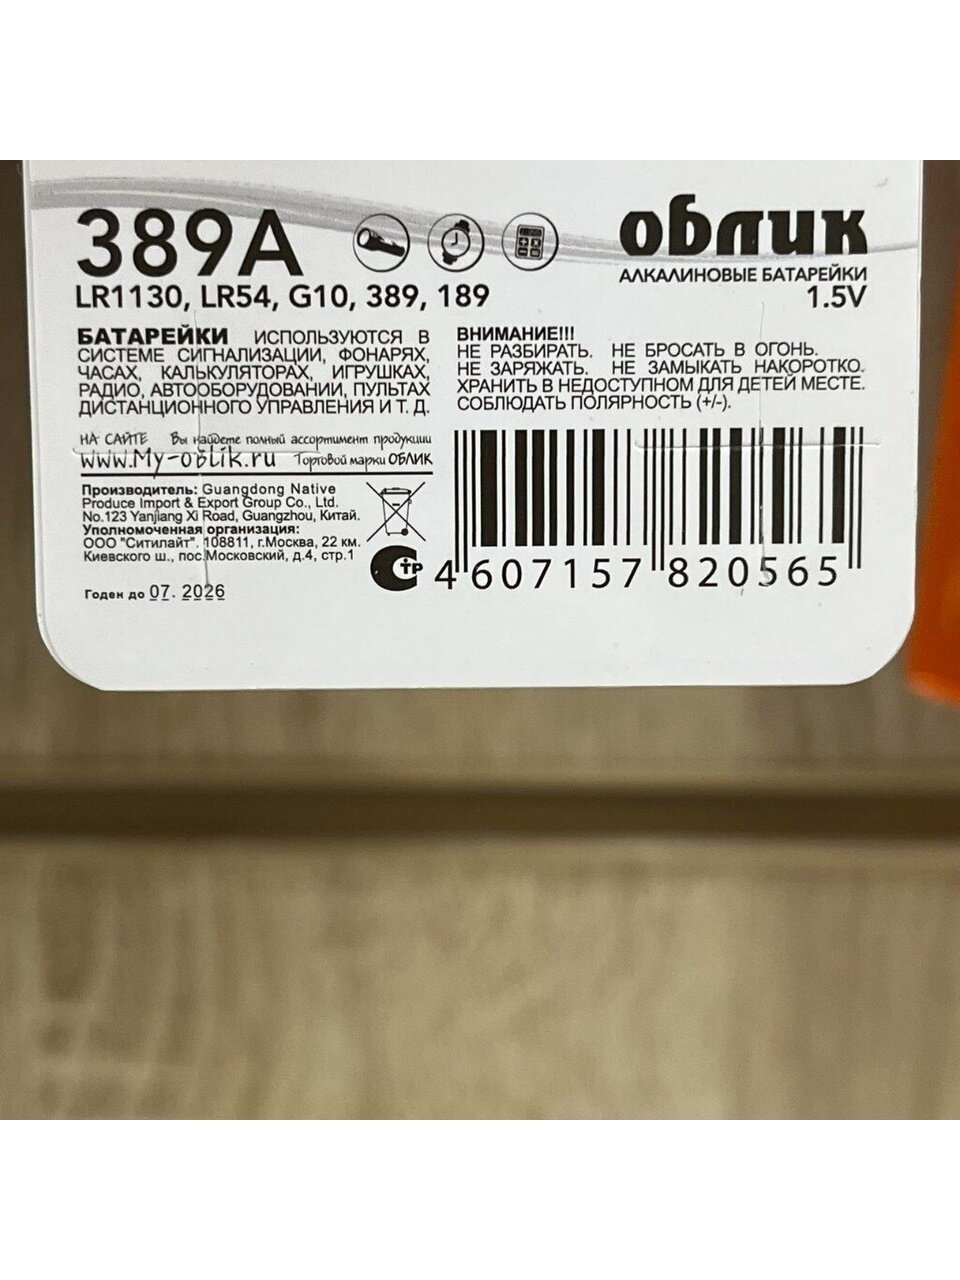 389A
LR1130, LR54, G10, 389, 189
облик
АЛКАЛИНОВЫЕ БАТАРЕЙКИ
1.5V
БАТАРЕЙКИ ИСПОЛЬЗУЮТСЯ В
СИСТЕМЕ СИГНАЛИЗАЦИИ, ФОНАРЯХ,
ЧАСАХ, КАЛЬКУЛЯТОРАХ, ИГРУШКАХ,
РАДИО, АВТООБОРУДОВАНИИ, ПУЛЬТАХ
ДИСТАНЦИОННОГО УПРАВЛЕНИЯ И Т. Д.
ВНИМАНИЕ!!!
НЕ РАЗБИРАТЬ. НЕ БРОСАТЬ В ОГОНЬ.
НЕ ЗАРЯЖАТЬ. НЕ ЗАМЫКАТЬ НАКОРОТКО.
ХРАНИТЬ В НЕДОСТУПНОМ ДЛЯ ДЕТЕЙ МЕСТЕ.
СОБЛЮДАТЬ ПОЛЯРНОСТЬ (+/-).
НА САЙТЕ Вы найдете полный ассортимент продукции
www.My-oblik.ru Торговой марки ОБЛИК
Производитель: Guangdong Native
Produce Import & Export Group Co., Ltd.
No.123 Yanjiang Xi Road, Guangzhou, Китай.
Уполномоченная организация:
ООО "Ситилайт". 108811, г.Москва, 22 км.
Киевского ш., пос.Московский, д.4, стр.1
Годен до 07. 2026
СТР
4 607157 820565